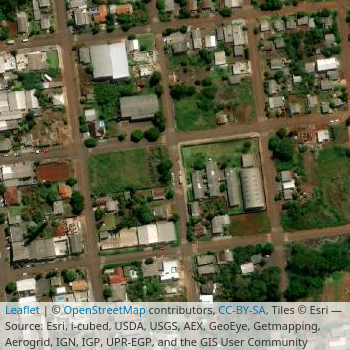 Leaflet | © OpenStreetMap contributors, CC-BY-SA, Tiles © Esri —
Source: Esri, i-cubed, USDA, USGS, AEX, GeoEye, Getmapping,
Aerogrid, IGN, IGP, UPR-EGP, and the GIS User Community